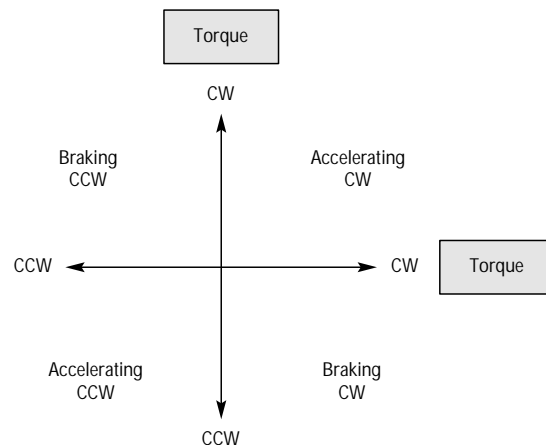 Torque
CW
Braking
CCW
Accelerating
CW
CCW
CW
Torque
Accelerating
CCW
Braking
CW
CCW